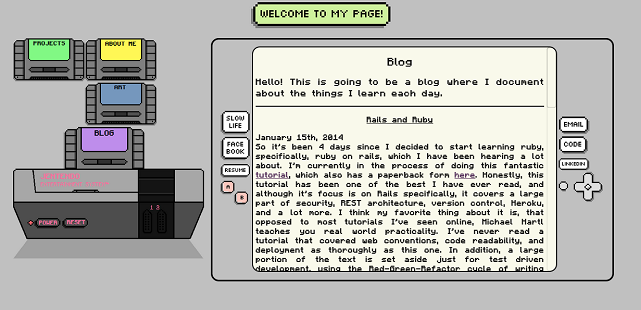 WELCOME TO MY PAGE!
PROJECTS
ABOUT ME
ART
BLOG
POWER
RESET
13
SLOW
LIFE
FACE
BOOK
RESUME
A
B
Blog
Hello! This is going to be a blog where I document
about the things I learn each day.
Rails and Ruby
January 15th, 2014
So it's been 4 days since I decided to start learning ruby,
specifically, ruby on rails, which I have been hearing a lot
about. I'm currently in the process of doing this fantastic
tutorial, which also has a paperback form here. Honestly, this
tutorial has been one of the best I have ever read, and
although it's focus on Rails specifically, it covers a large
part of security, REST architecture, version control, Heroku,
and a lot more. I think my favorite thing about it is, that
opposed to most tutorials I've seen online, Michael Hartl
teaches you real world practicality. I've never read a
tutorial that covered web conventions, code readability, and
deployment as thoroughly as this one. In addition, a large
portion of the text is set aside just for test driven
development, using the Red-Green-Refactor cycle of writing
EMAIL
CODE
LINKEDIN